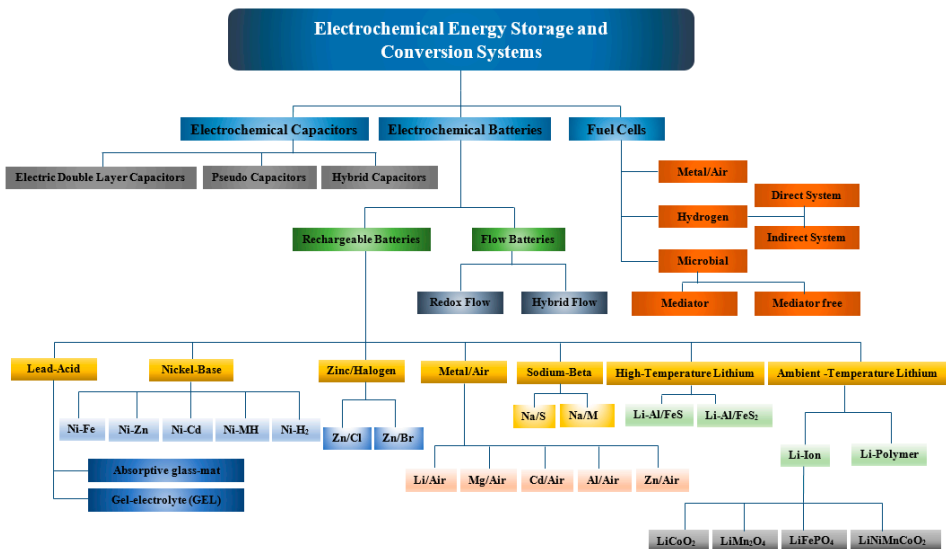 Electrochemical Energy Storage and
Conversion Systems
Electrochemical Capacitors
Electrochemical Batteries
Fuel Cells
Electric Double Layer Capacitors
Pseudo Capacitors
Hybrid Capacitors
Metal/Air
Direct System
Hydrogen
Indirect System
Microbial
Mediator
Mediator free
Rechargeable Batteries
Flow Batteries
Redox Flow
Hybrid Flow
Lead-Acid
Nickel-Base
Zinc/Halogen
Metal/Air
Sodium-Beta
High-Temperature Lithium
Ambient -Temperature Lithium
Ni-Fe
Ni-Zn
Ni-Cd
Ni-MH
Ni-H₂
Zn/Cl
Zn/Br
Na/S
Na/M
Li-Al/FeS
Li-Al/FeS₂
Li-Ion
Li-Polymer
Absorptive glass-mat
Gel-electrolyte (GEL)
Li/Air
Mg/Air
Cd/Air
Al/Air
Zn/Air
LiCoO₂
LiMn₂O₄
LiFePO₄
LiNiMnCoO₂